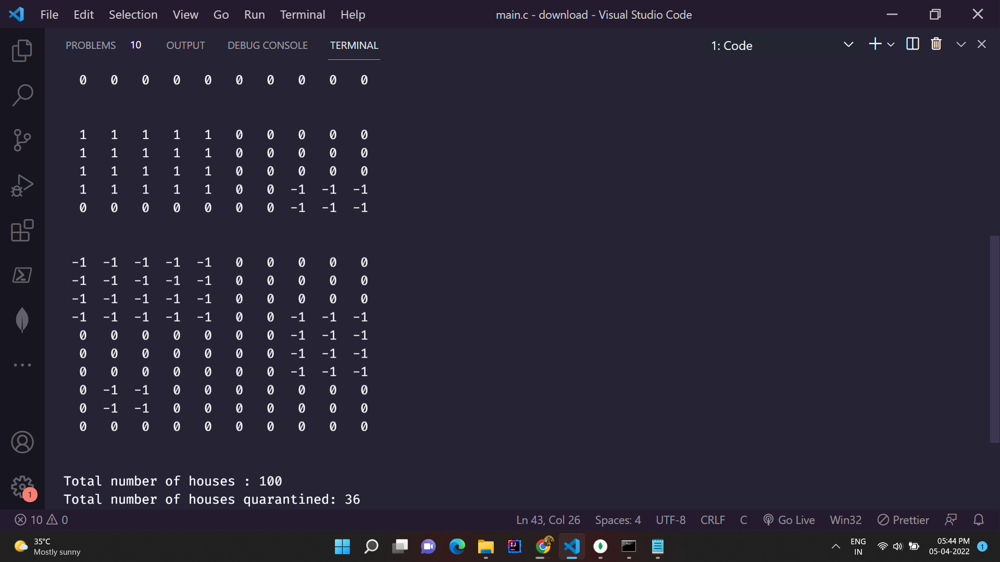 File Edit Selection View Go Run Terminal Help main.c - download - Visual Studio Code
PROBLEMS 10 OUTPUT DEBUG CONSOLE TERMINAL 1: Code
0 0 0 0 0 0 0 0 0 0
1 1 1 1 1 0 0 0 0 0
1 1 1 1 1 0 0 0 0 0
1 1 1 1 1 0 0 0 0 0
1 1 1 1 1 0 0 -1 -1 -1
0 0 0 0 0 0 0 -1 -1 -1
-1 -1 -1 -1 -1 0 0 0 0 0
-1 -1 -1 -1 -1 0 0 0 0 0
-1 -1 -1 -1 -1 0 0 0 0 0
-1 -1 -1 -1 -1 0 0 -1 -1 -1
0 0 0 0 0 0 0 -1 -1 -1
0 0 0 0 0 0 0 -1 -1 -1
0 0 0 0 0 0 0 -1 -1 -1
0 -1 -1 0 0 0 0 0 0 0
0 -1 -1 0 0 0 0 0 0 0
0 0 0 0 0 0 0 0 0 0
Total number of houses : 100
Total number of houses quarantined: 36
1
10 0 Ln 43, Col 26 Spaces: 4 UTF-8 CRLF C Go Live Win32 Prettier
35°C
Mostly sunny
IJ
ENG
IN
05:44 PM
05-04-2022
1